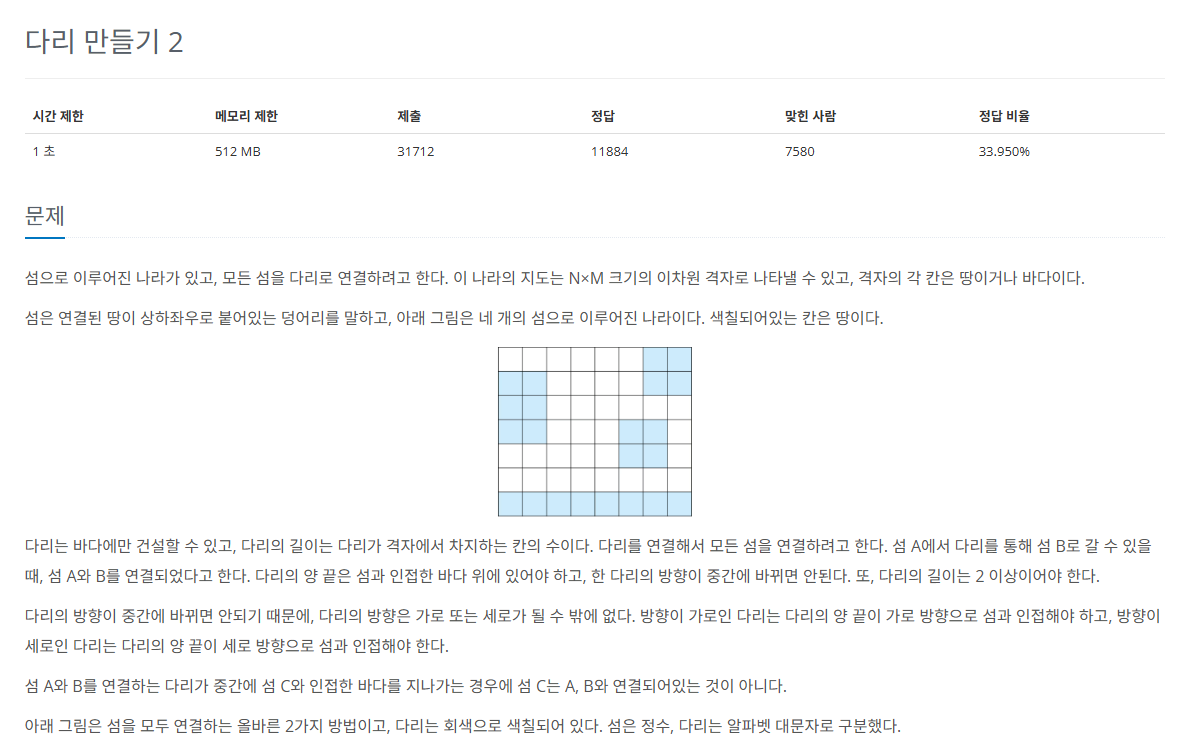 다리 만들기 2
시간 제한 메모리 제한 제출 정답 맞힌 사람 정답 비율
1 초 512 MB 31712 11884 7580 33.950%
문제
섬으로 이루어진 나라가 있고, 모든 섬을 다리로 연결하려고 한다. 이 나라의 지도는 N×M 크기의 이차원 격자로 나타낼 수 있고, 격자의 각 칸은 땅이거나 바다이다.
섬은 연결된 땅이 상하좌우로 붙어있는 덩어리를 말하고, 아래 그림은 네 개의 섬으로 이루어진 나라이다. 색칠되어있는 칸은 땅이다.
다리는 바다에만 건설할 수 있고, 다리의 길이는 다리가 격자에서 차지하는 칸의 수이다. 다리를 연결해서 모든 섬을 연결하려고 한다. 섬 A에서 다리를 통해 섬 B로 갈 수 있을
때, 섬 A와 B를 연결되었다고 한다. 다리의 양 끝은 섬과 인접한 바다 위에 있어야 하고, 한 다리의 방향이 중간에 바뀌면 안된다. 또, 다리의 길이는 2 이상이어야 한다.
다리의 방향이 중간에 바뀌면 안되기 때문에, 다리의 방향은 가로 또는 세로가 될 수 밖에 없다. 방향이 가로인 다리는 다리의 양 끝이 가로 방향으로 섬과 인접해야 하고, 방향이
세로인 다리는 다리의 양 끝이 세로 방향으로 섬과 인접해야 한다.
섬 A와 B를 연결하는 다리가 중간에 섬 C와 인접한 바다를 지나가는 경우에 섬 C는 A, B와 연결되어있는 것이 아니다.
아래 그림은 섬을 모두 연결하는 올바른 2가지 방법이고, 다리는 회색으로 색칠되어 있다. 섬은 정수, 다리는 알파벳 대문자로 구분했다.